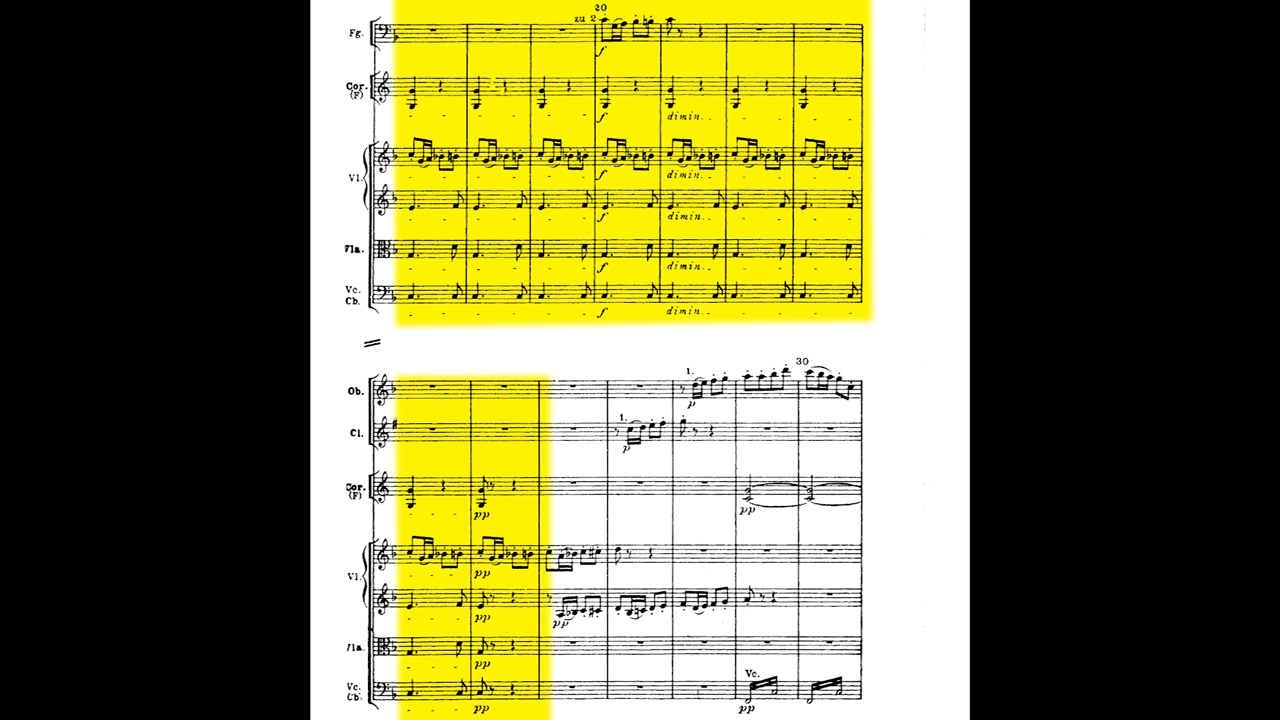 20
zu 2
Fg.
f
Cor.
(F)
f dimin.
Vl.
f dimin.
f dimin.
Vla.
f dimin.
Vc.
Cb.
f dimin.
30
1.
Ob.
p
1.
Cl.
p
Cor.
(F)
pp pp
Vl.
pp
pp pp
Vla.
pp
Vc.
Vc.
Cb.
pp pp